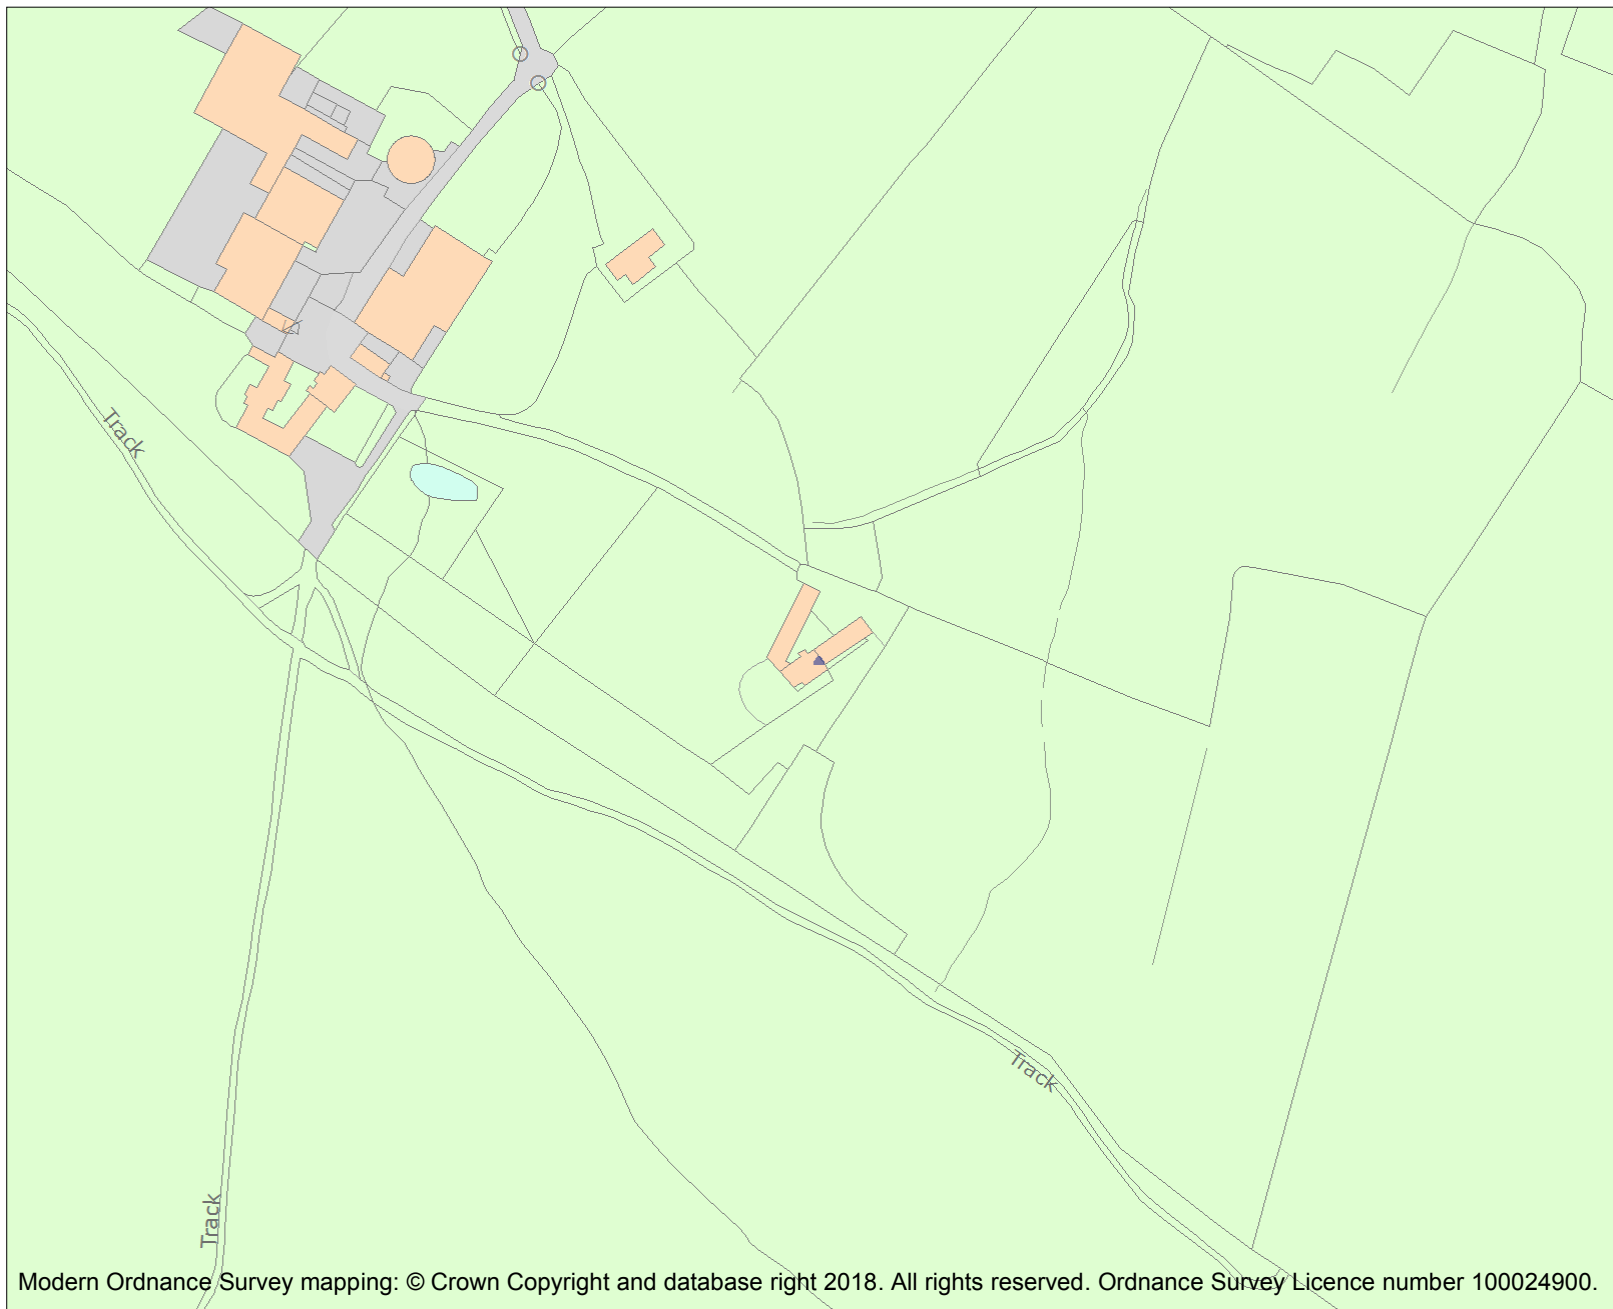 Track
Track
Track
Modern Ordnance Survey mapping: © Crown Copyright and database right 2018. All rights reserved. Ordnance Survey Licence number 100024900.